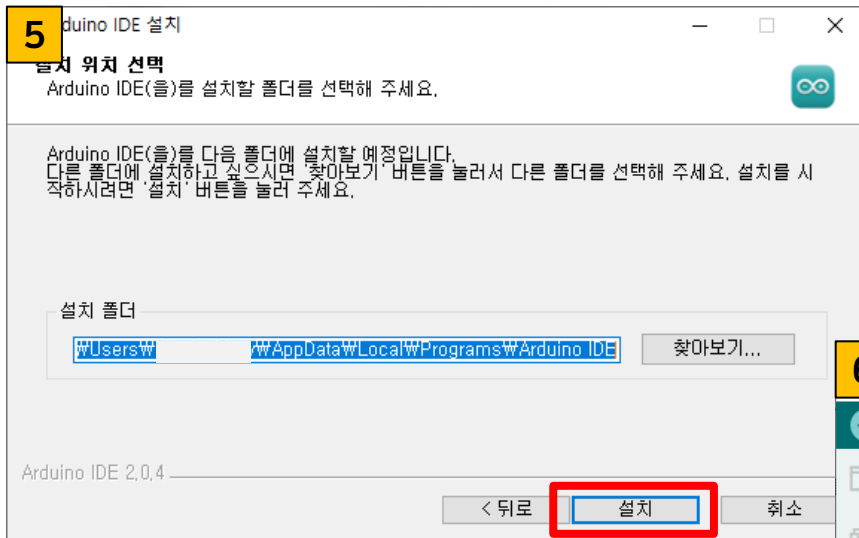 5
duino IDE 설치
설치 위치 선택
Arduino IDE(을)를 설치할 폴더를 선택해 주세요.
Arduino IDE(을)를 다음 폴더에 설치할 예정입니다.
다른 폴더에 설치하고 싶으시면 '찾아보기' 버튼을 눌러서 다른 폴더를 선택해 주세요. 설치를 시
작하시려면 '설치' 버튼을 눌러 주세요.
설치 폴더
₩Users₩ ₩AppData₩Local₩Programs₩Arduino IDE
찾아보기...
6
Arduino IDE 2.0.4
< 뒤로
설치
취소